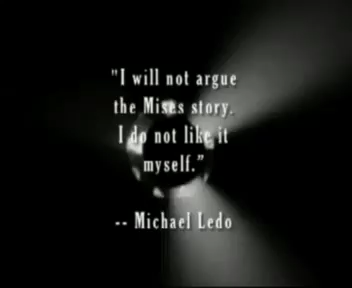 "I will not argue
the Mises story.
I do not like it
myself.”
-- Michael Ledo